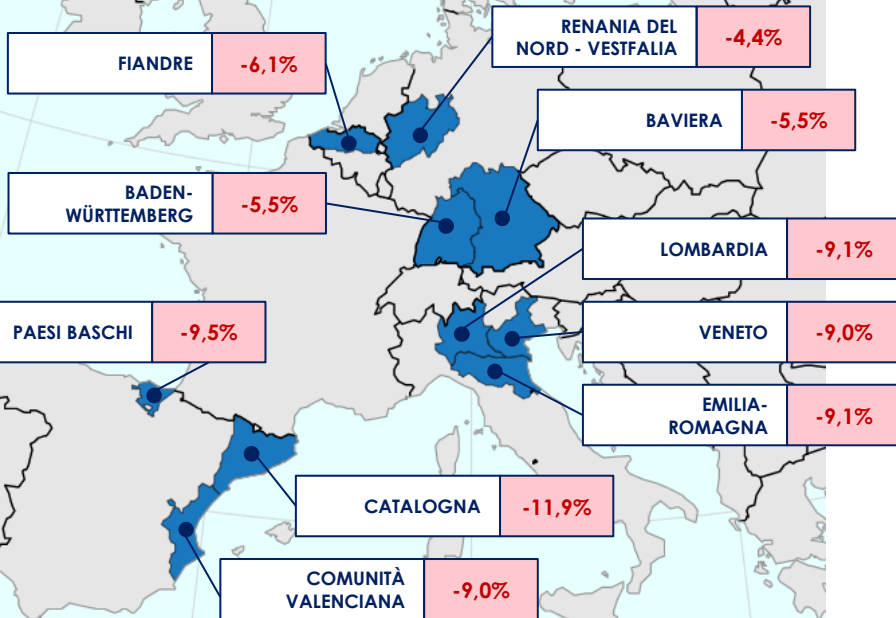 RENANIA DEL
NORD - VESTFALIA
-4,4%
FIANDRE
-6,1%
BAVIERA
-5,5%
BADEN-
WÜRTTEMBERG
-5,5%
LOMBARDIA
-9,1%
PAESI BASCHI
-9,5%
VENETO
-9,0%
EMILIA-
ROMAGNA
-9,1%
CATALOGNA
-11,9%
COMUNITÀ
VALENCIANA
-9,0%